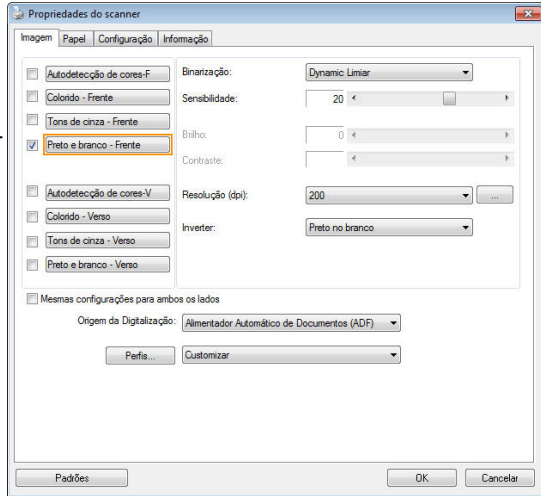 Propriedades do scanner
Imagem Papel Configuração Informação
Autodetecção de cores-F
Colorido - Frente
Tons de cinza - Frente
Preto e branco - Frente
Autodetecção de cores-V
Colorido - Verso
Tons de cinza - Verso
Preto e branco - Verso
Binarização: Dynamic Limiar
Sensibilidade: 20
Brilho: 0
Contraste:
Resolução (dpi): 200 ...
Inverter: Preto no branco
Mesmas configurações para ambos os lados
Origem da Digitalização: Alimentador Automático de Documentos (ADF)
Perfis... Customizar
Padrões OK Cancelar